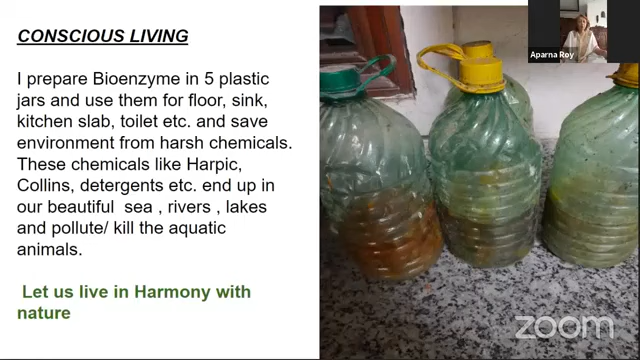 CONSCIOUS LIVING
I prepare Bioenzyme in 5 plastic
jars and use them for floor, sink,
kitchen slab, toilet etc. and save
environment from harsh chemicals.
These chemicals like Harpic,
Collins, detergents etc. end up in
our beautiful  sea , rivers , lakes
and pollute/ kill the aquatic
animals.
Let us live in Harmony with
nature
Aparna Roy
zoom